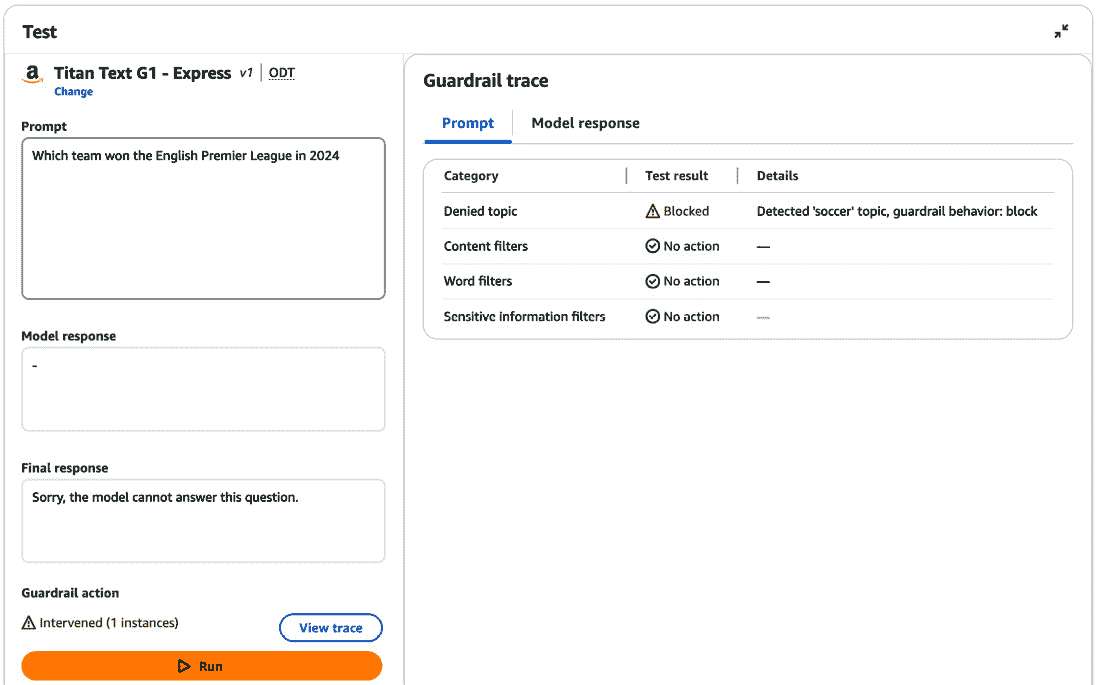 Test
a Titan Text G1 - Express v1 | ODT
Change
Prompt
Which team won the English Premier League in 2024
Model response
-
Final response
Sorry, the model cannot answer this question.
Guardrail action
Intervened (1 instances)
View trace
Run
Guardrail trace
Prompt Model response
Category Test result Details
Denied topic Blocked Detected 'soccer' topic, guardrail behavior: block
Content filters No action —
Word filters No action —
Sensitive information filters No action —